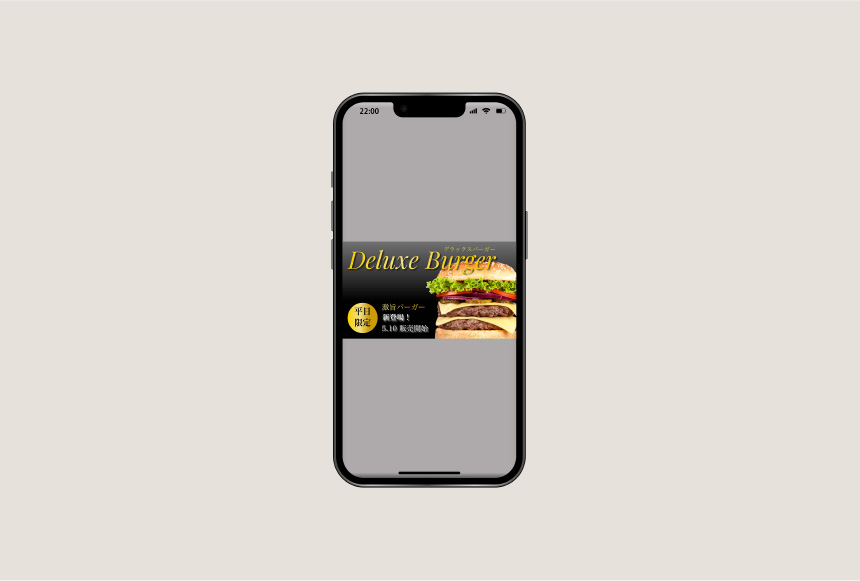 22:00
デラックスバーガー
Deluxe Burger
平日
限定
激旨バーガー
新登場！
5.10 販売開始